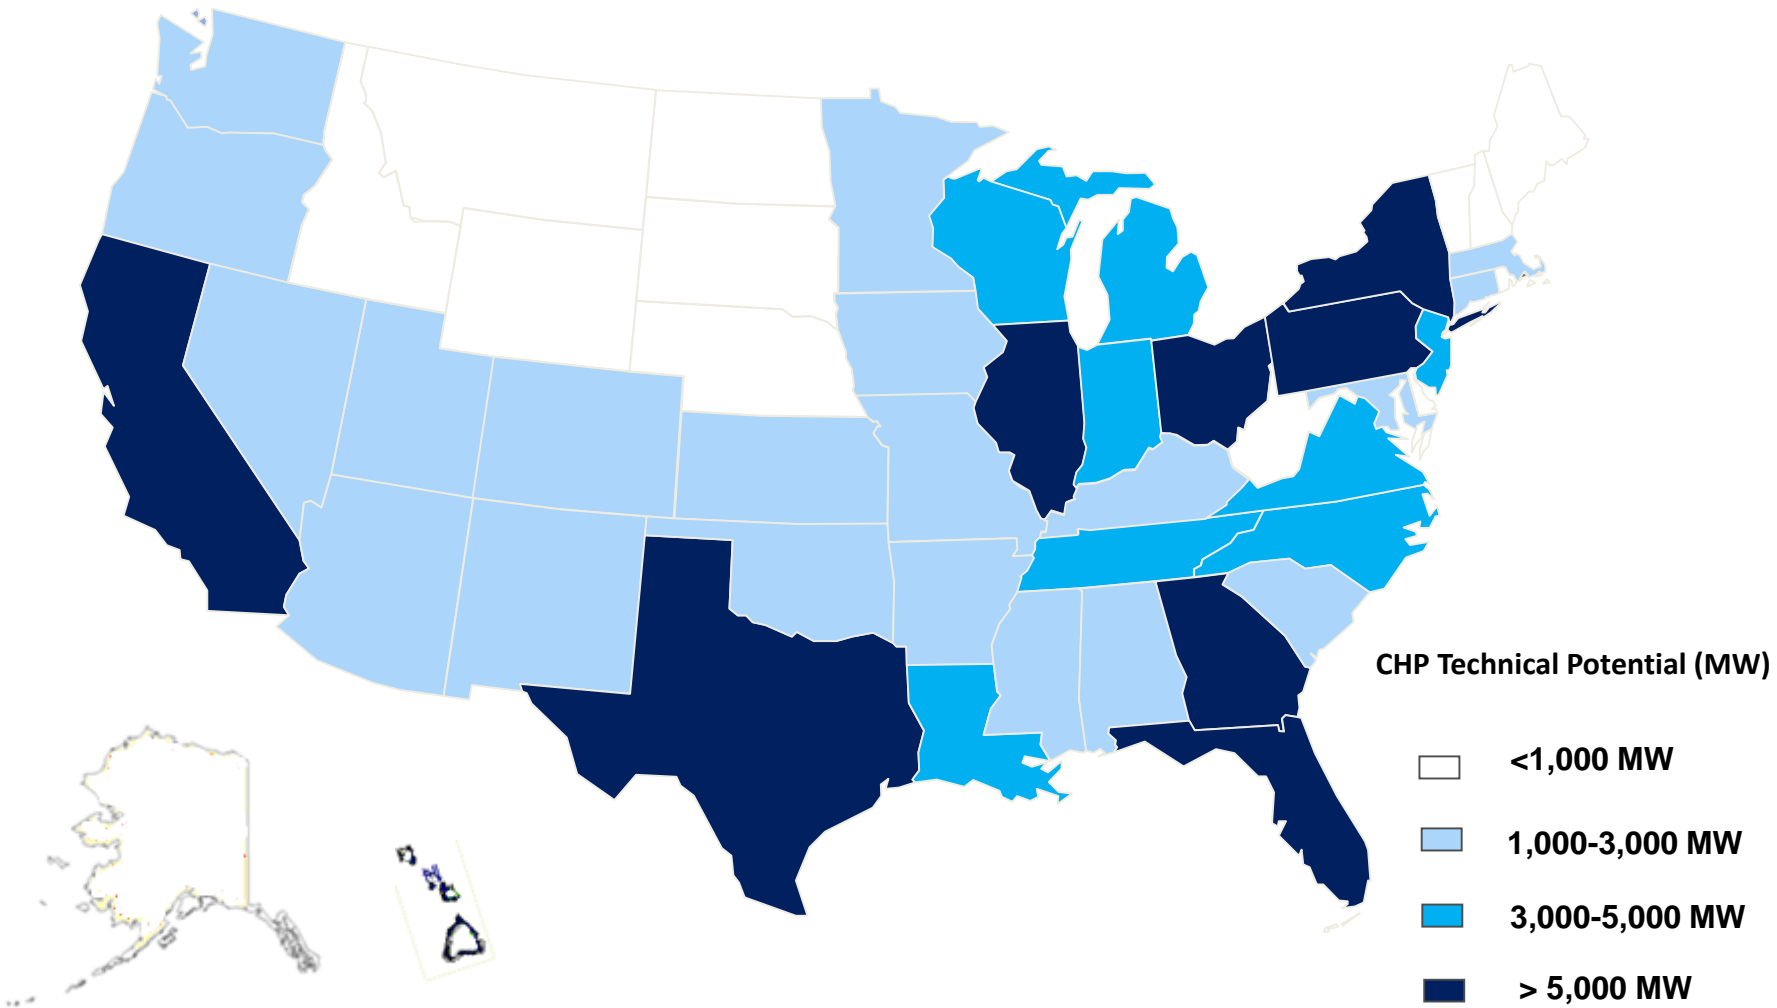 CHP Technical Potential (MW)
<1,000 MW
1,000-3,000 MW
3,000-5,000 MW
> 5,000 MW